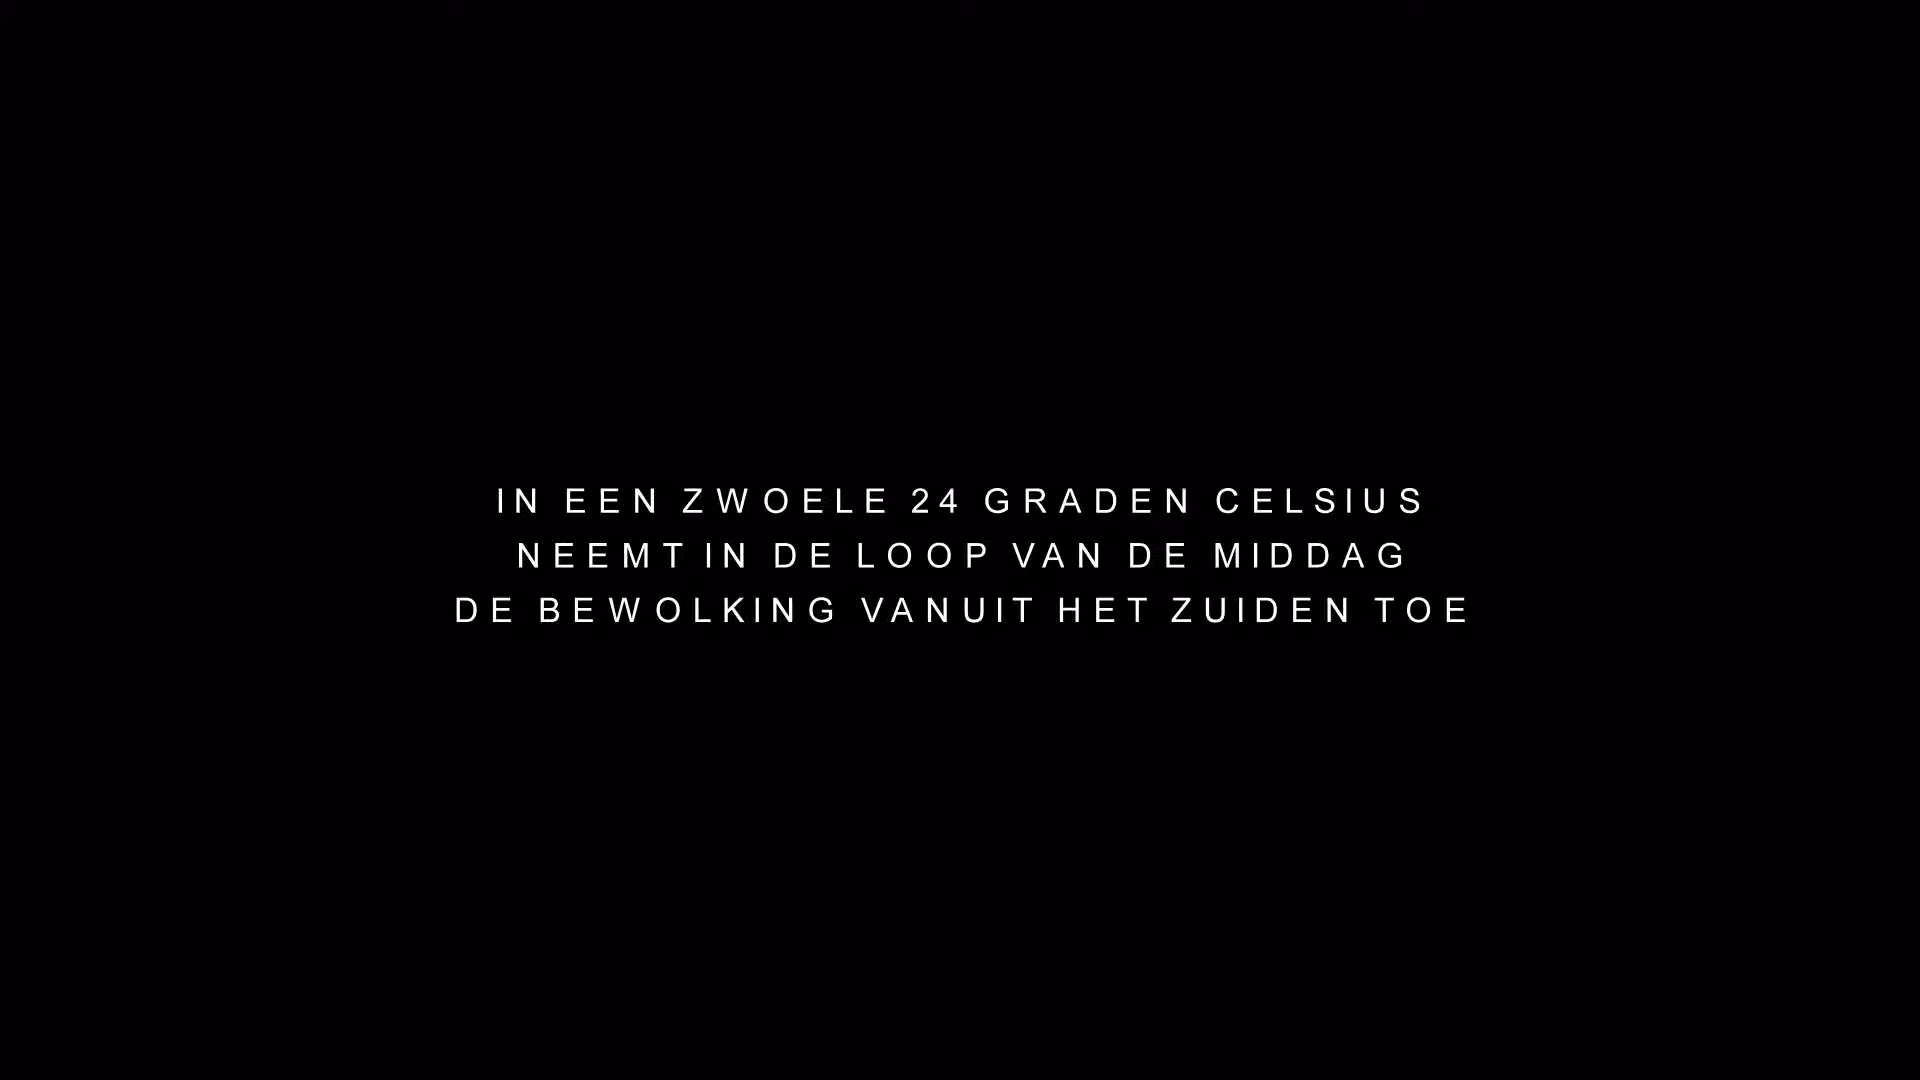 IN EEN ZWOELE 24 GRADEN CELSIUS
NEEMT IN DE LOOP VAN DE MIDDAG
DE BEWOLKING VANUIT HET ZUIDEN TOE